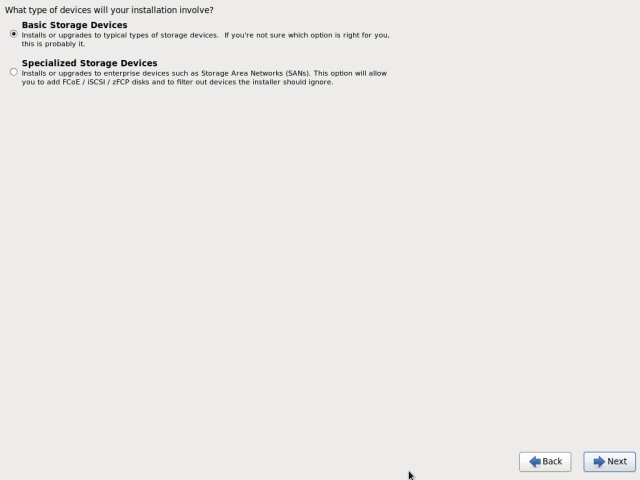 What type of devices will your installation involve?
Basic Storage Devices
Installs or upgrades to typical types of storage devices.  If you're not sure which option is right for you,
this is probably it.
Specialized Storage Devices
Installs or upgrades to enterprise devices such as Storage Area Networks (SANs). This option will allow
you to add FCoE / iSCSI / zFCP disks and to filter out devices the installer should ignore.
Back
Next